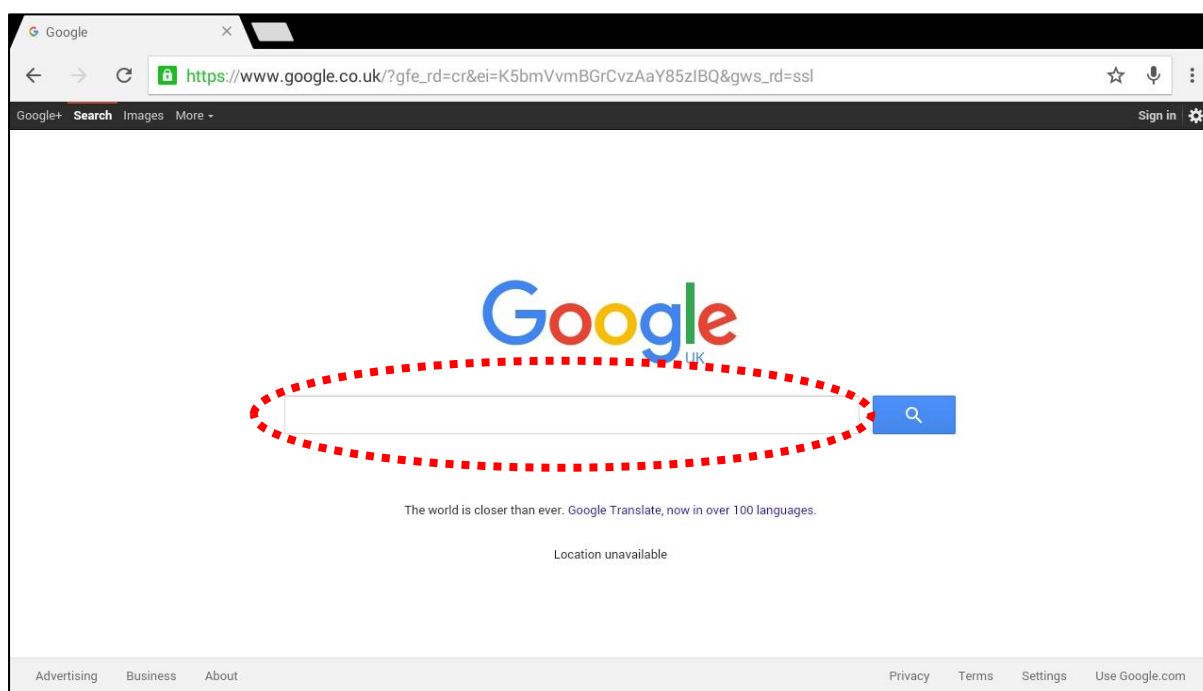 Google
https://www.google.co.uk/?gfe_rd=cr&ei=K5bmVvmBGrCvzAaY85zIBQ&gws_rd=ssl
Google+ Search Images More Sign in
Google
UK
The world is closer than ever. Google Translate, now in over 100 languages.
Location unavailable
Advertising Business About Privacy Terms Settings Use Google.com